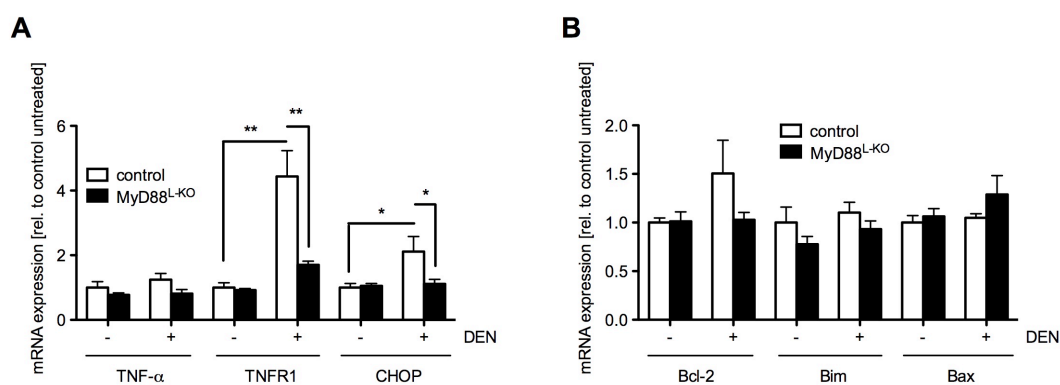 A
mRNA expression [rel. to control untreated]
6
4
2
0
control
MyD88L-KO
**
**
*
*
- + - + - + DEN
TNF-α TNFR1 CHOP
B
mRNA expression [rel. to control untreated]
2.0
1.5
1.0
0.5
0.0
control
MyD88L-KO
- + - + - + DEN
Bcl-2 Bim Bax